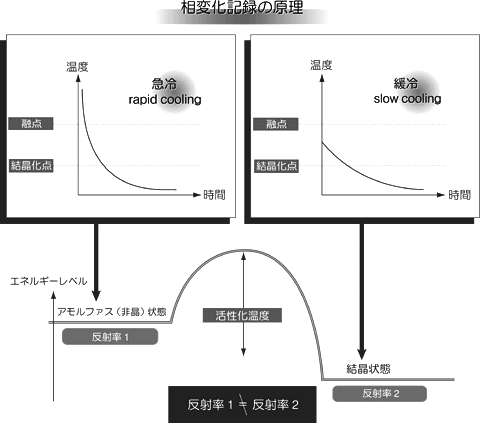 相変化記録の原理
温度
急冷
rapid cooling
融点
結晶化点
時間
温度
緩冷
slow cooling
融点
結晶化点
時間
エネルギーレベル
アモルファス（非晶）状態
反射率1
活性化温度
結晶状態
反射率2
反射率1≠反射率2